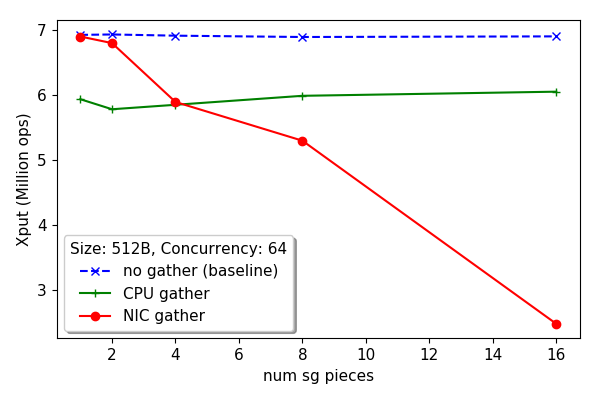 7
6
5
4
3
Xput (Million ops)
Size: 512B, Concurrency: 64
no gather (baseline)
CPU gather
NIC gather
2 4 6 8 10 12 14 16
num sg pieces